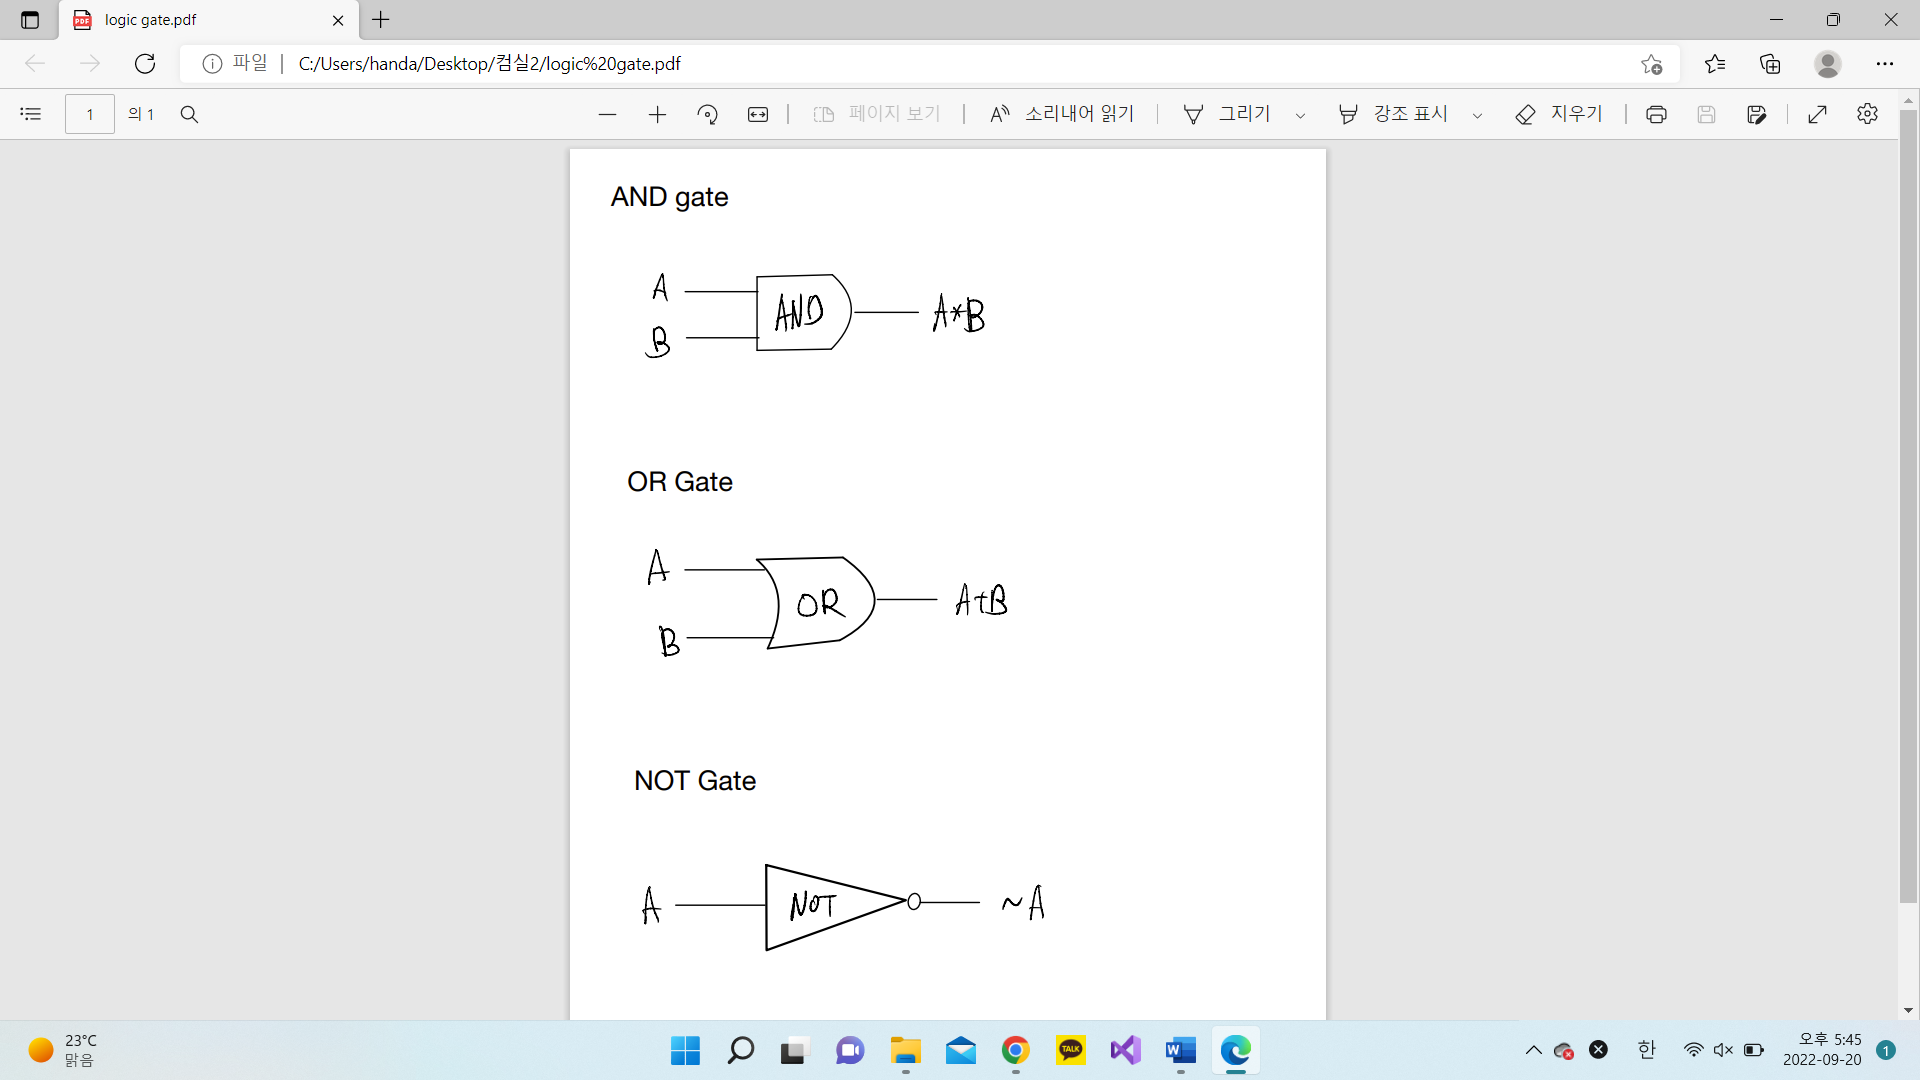 logic gate.pdf
파일 | C:/Users/handa/Desktop/컴실2/logic%20gate.pdf
1 의 1 페이지 보기 소리내어 읽기 그리기 강조 표시 지우기
AND gate
A
AND A*B
B
OR Gate
A
OR A+B
B
NOT Gate
A NOT ~A
23°C
맑음
TALK
W
한
오후 5:45
2022-09-20
1